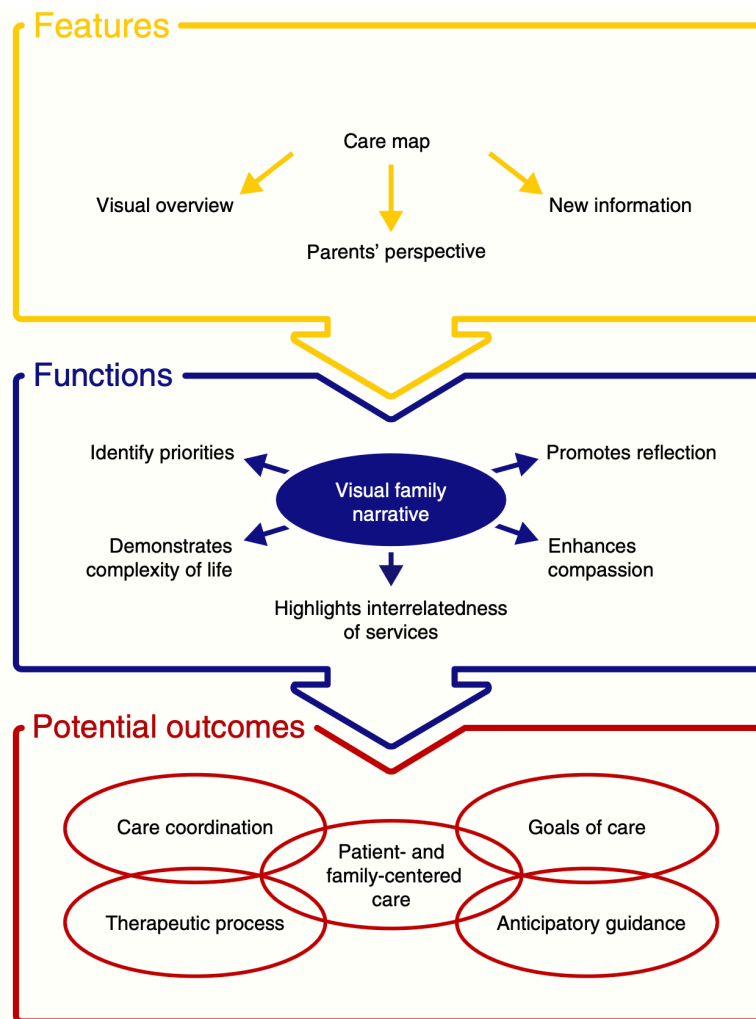 Features
Care map
Visual overview
New information
Parents’ perspective
Functions
Identify priorities
Promotes reflection
Visual family
narrative
Demonstrates
complexity of life
Enhances
compassion
Highlights interrelatedness
of services
Potential outcomes
Care coordination
Goals of care
Patient- and
family-centered
care
Therapeutic process
Anticipatory guidance